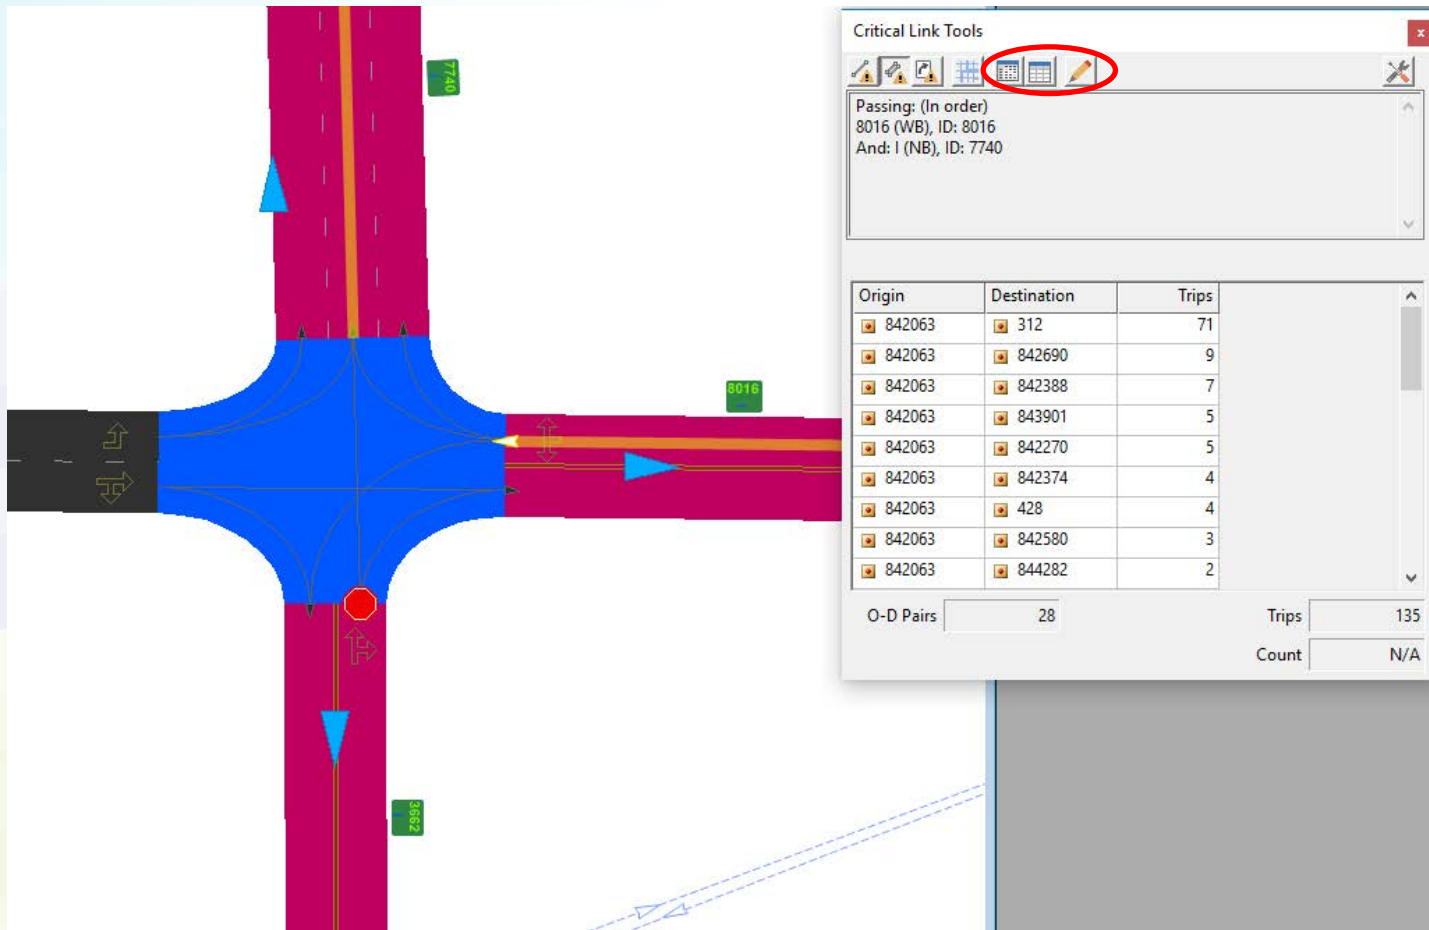 7740
8016
3662
Critical Link Tools
x
Passing: (In order)
8016 (WB), ID: 8016
And: I (NB), ID: 7740
Origin Destination Trips
842063 312 71
842063 842690 9
842063 842388 7
842063 843901 5
842063 842270 5
842063 842374 4
842063 428 4
842063 842580 3
842063 844282 2
O-D Pairs 28 Trips 135
Count N/A